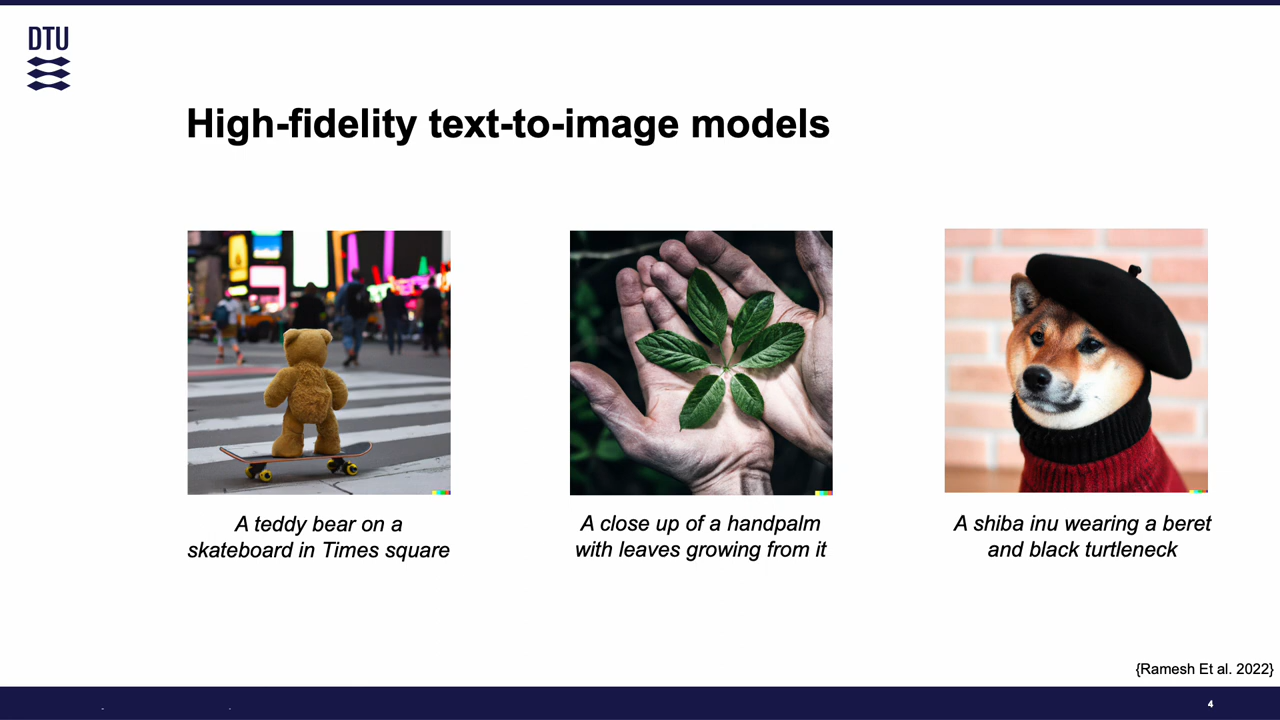 DTU
High-fidelity text-to-image models
A teddy bear on a
skateboard in Times square
A close up of a handpalm
with leaves growing from it
A shiba inu wearing a beret
and black turtleneck
{Ramesh Et al. 2022}
4